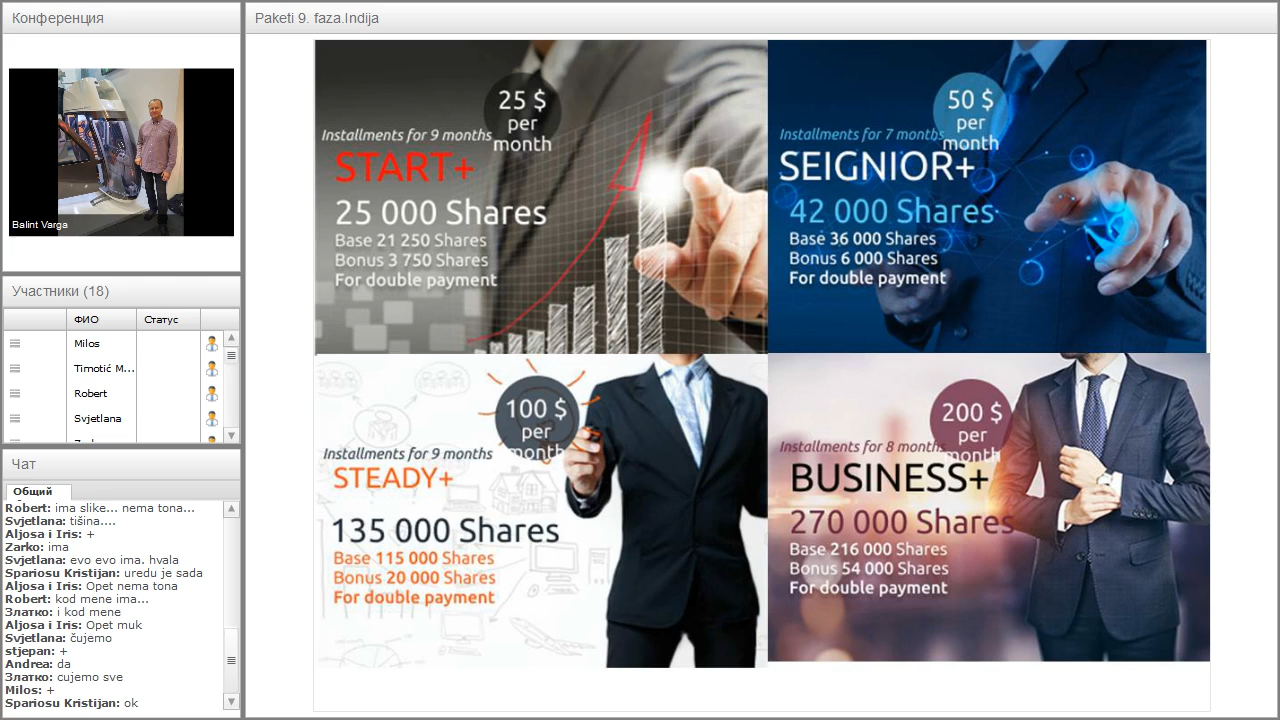 Конференция
Balint Varga
Участники (18)
ФИО Статус
Milos
Timotić M...
Robert
Svjetlana
Чат
Общий
Robert: ima slike... nema tona...
Svjetlana: tišina....
Aljosa i Iris: +
Zarko: ima
Svjetlana: evo evo ima. hvala
Spariosu Kristijan: uredu je sada
Aljosa i Iris: Opet nema tona
Robert: kod mene ima...
Златко: i kod mene
Aljosa i Iris: Opet muk
Svjetlana: čujemo
stjepan: +
Andrea: da
Златко: cujemo sve
Milos: +
Spariosu Kristijan: ok
Paketi 9. faza.Indija
25 $
per
month
Installments for 9 months
START+
25 000 Shares
Base 21 250 Shares
Bonus 3 750 Shares
For double payment
50 $
per
month
Installments for 7 months
SEIGNIOR+
42 000 Shares
Base 36 000 Shares
Bonus 6 000 Shares
For double payment
100 $
per
month
Installments for 9 months
STEADY+
135 000 Shares
Base 115 000 Shares
Bonus 20 000 Shares
For double payment
200 $
per
month
Installments for 8 months
BUSINESS+
270 000 Shares
Base 216 000 Shares
Bonus 54 000 Shares
For double payment